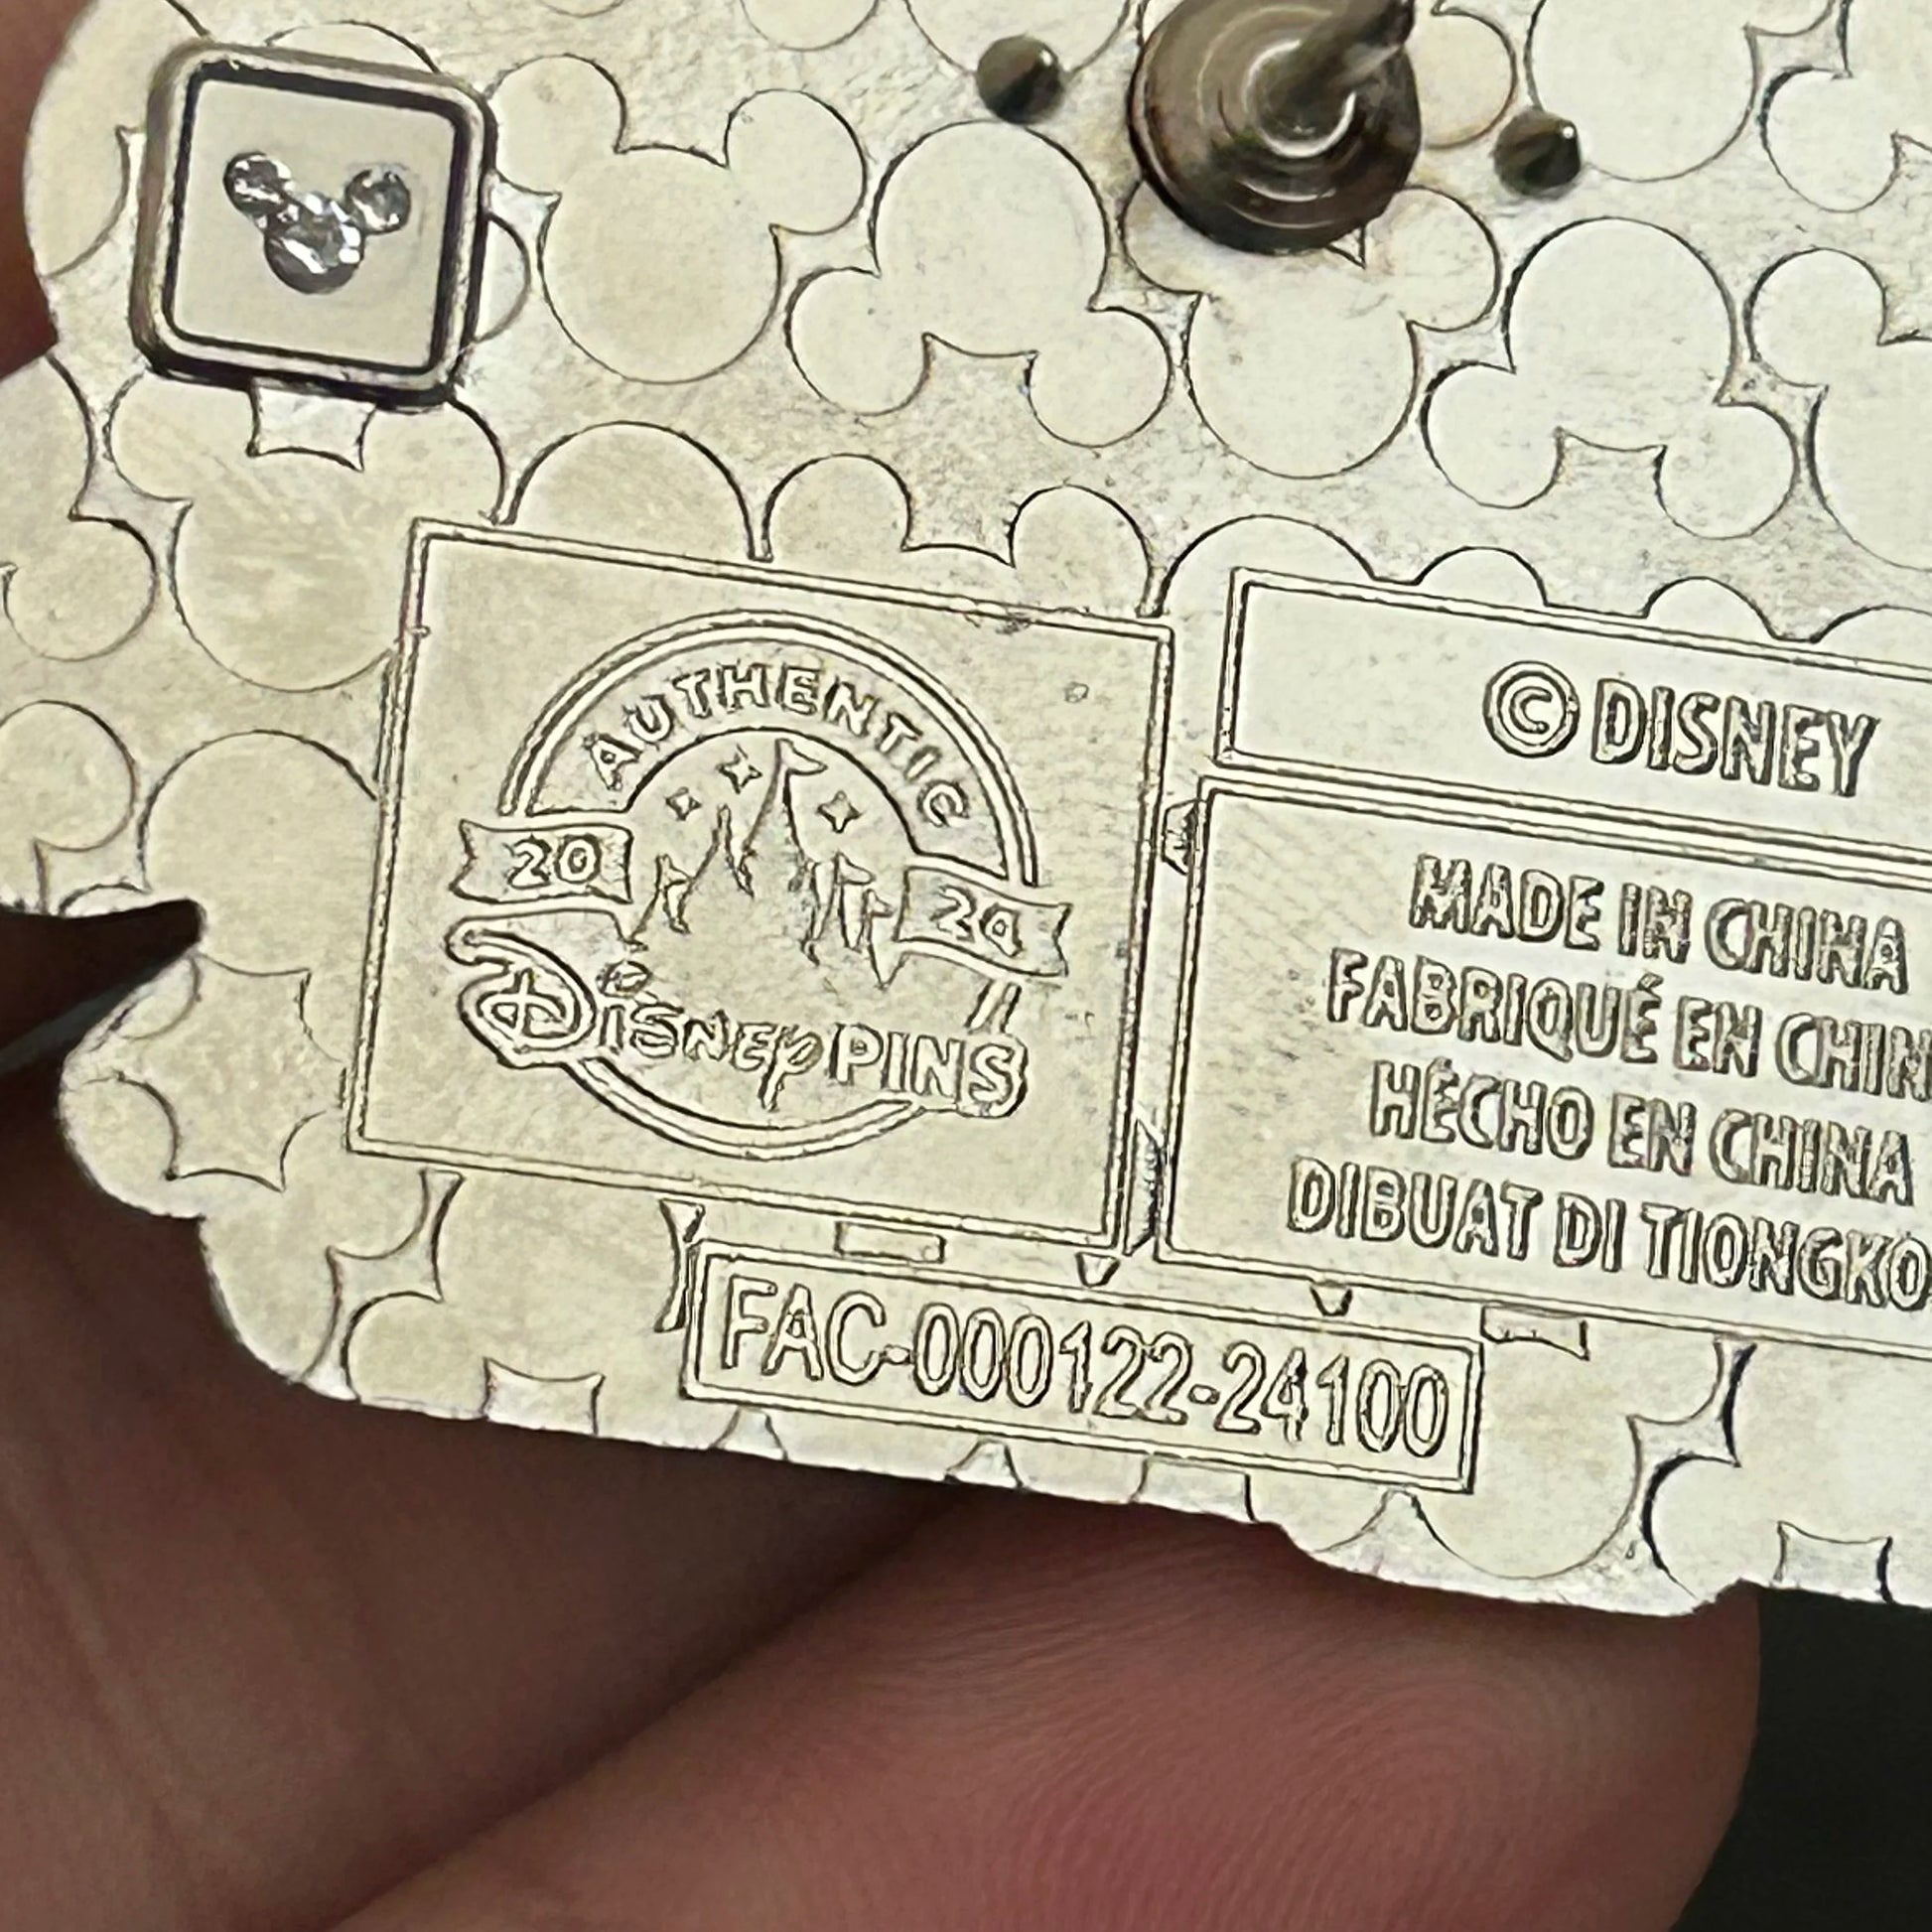 AUTHENTIC
20 24
Disney PINS
© DISNEY
MADE IN CHINA
FABRIQUÉ EN CHIN
HECHO EN CHINA
DIBUAT DI TIONGKO
FAC-000122-24100